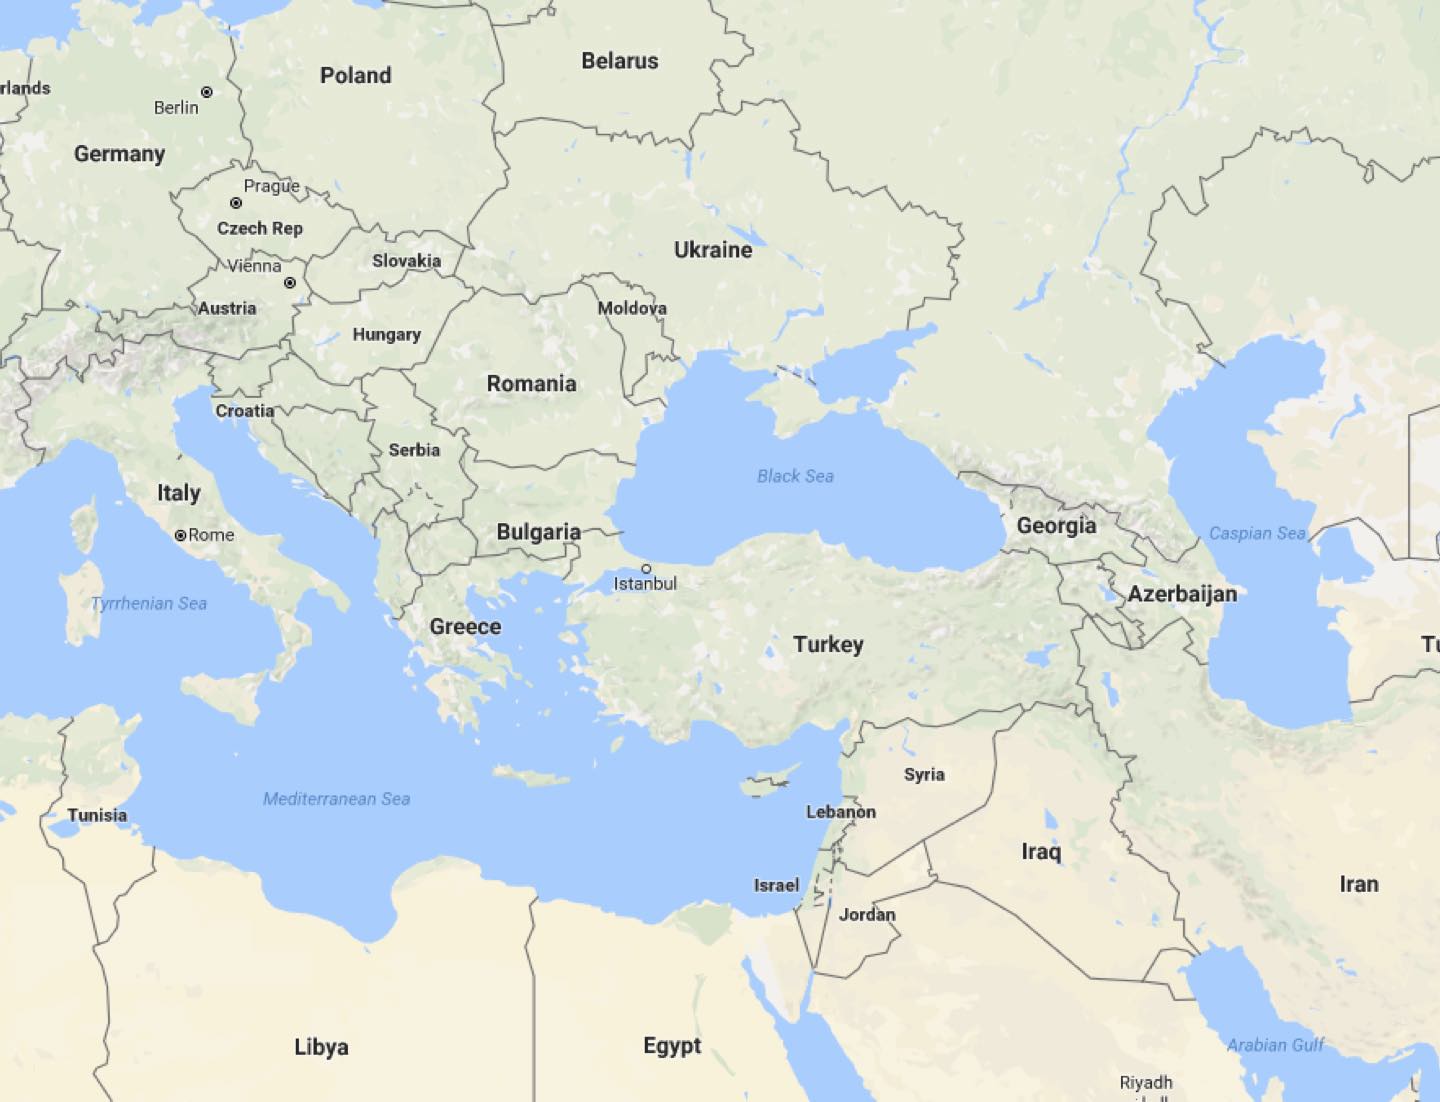 Belarus
Poland
rlands
Berlin
Germany
Prague
Czech Rep
Ukraine
Slovakia
Vienna
Austria
Moldova
Hungary
Romania
Croatia
Serbia
Black Sea
Italy
Rome
Bulgaria
Georgia
Caspian Sea
Istanbul
Azerbaijan
Tyrrhenian Sea
Greece
Turkey
Tu
Syria
Mediterranean Sea
Lebanon
Tunisia
Iraq
Israel
Iran
Jordan
Libya
Egypt
Arabian Gulf
Riyadh